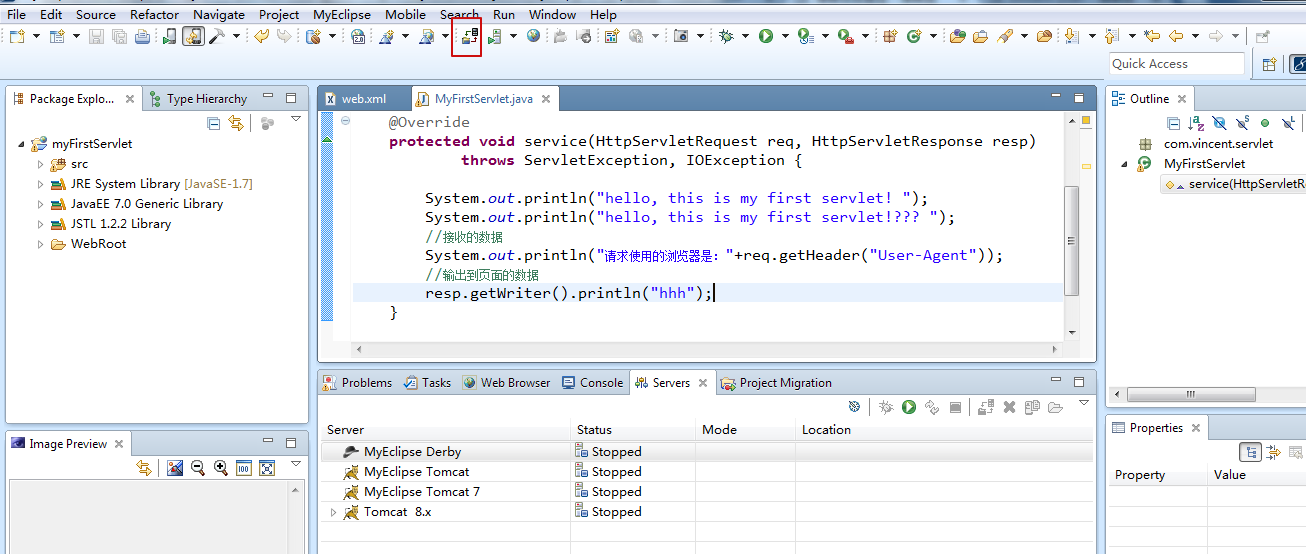 File Edit Source Refactor Navigate Project MyEclipse Mobile Search Run Window Help
2.0
Quick Access
Package Explo... Type Hierarchy
myFirstServlet
src
JRE System Library [JavaSE-1.7]
JavaEE 7.0 Generic Library
JSTL 1.2.2 Library
WebRoot
web.xml MyFirstServlet.java
@Override
protected void service(HttpServletRequest req, HttpServletResponse resp)
throws ServletException, IOException {
System.out.println("hello, this is my first servlet! ");
System.out.println("hello, this is my first servlet!??? ");
//接收的数据
System.out.println("请求使用的浏览器是："+req.getHeader("User-Agent"));
//输出到页面的数据
resp.getWriter().println("hhh");
}
Outline
com.vincent.servlet
MyFirstServlet
service(HttpServletR
Image Preview
100
Problems Tasks Web Browser Console Servers Project Migration
Server Status Mode Location
MyEclipse Derby Stopped
MyEclipse Tomcat Stopped
MyEclipse Tomcat 7 Stopped
Tomcat 8.x Stopped
Properties
Property Value